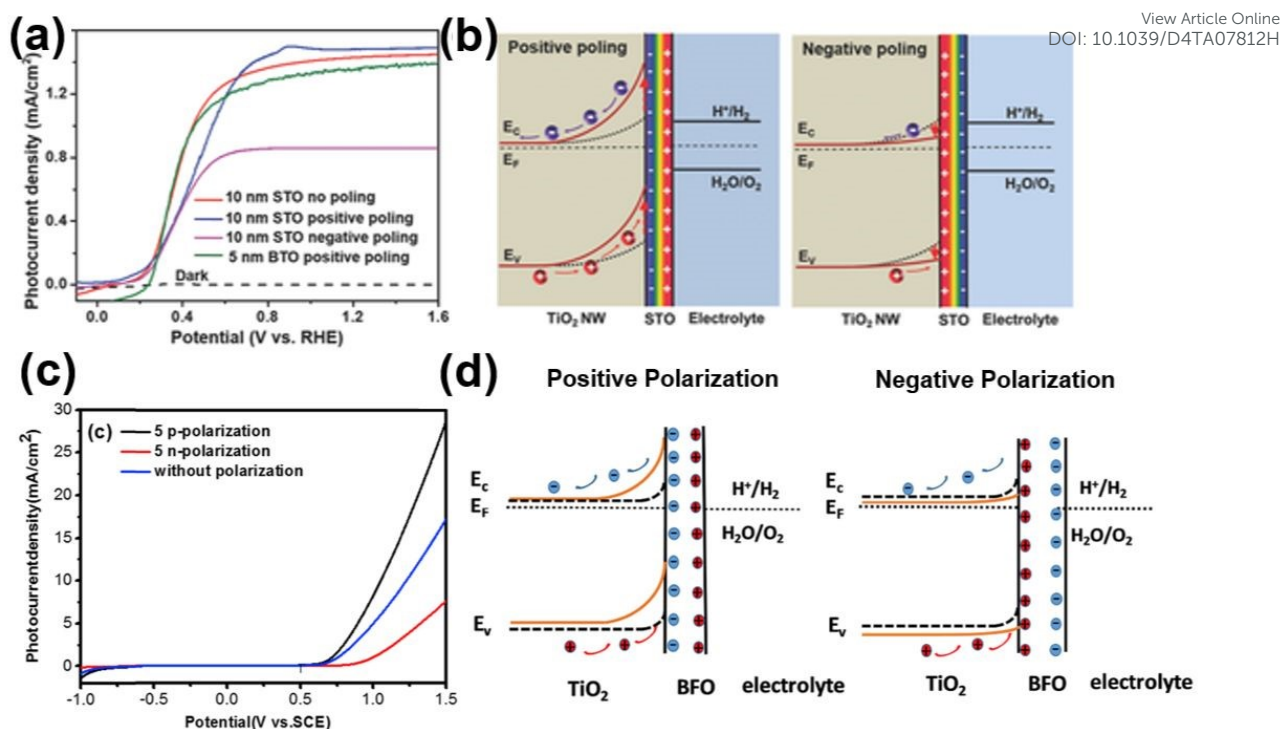 View Article Online
DOI: 10.1039/D4TA07812H
(a)
Photocurrent density (mA/cm²)
1.2
0.8
0.4
0.0
10 nm STO no poling
10 nm STO positive poling
10 nm STO negative poling
5 nm BTO positive poling
Dark
0.0 0.4 0.8 1.2 1.6
Potential (V vs. RHE)
(b)
Positive poling
E_C
E_F
E_V
H⁺/H₂
H₂O/O₂
TiO₂ NW STO Electrolyte
Negative poling
E_C
E_F
E_V
H⁺/H₂
H₂O/O₂
TiO₂ NW STO Electrolyte
(c)
Photocurrentdensity(mA/cm²)
30
25
20
15
10
5
0
(c)
5 p-polarization
5 n-polarization
without polarization
-1.0 -0.5 0.0 0.5 1.0 1.5
Potential(V vs.SCE)
(d)
Positive Polarization
E_c
E_F
E_v
H⁺/H₂
H₂O/O₂
TiO₂ BFO electrolyte
Negative Polarization
E_c
E_F
E_v
H⁺/H₂
H₂O/O₂
TiO₂ BFO electrolyte